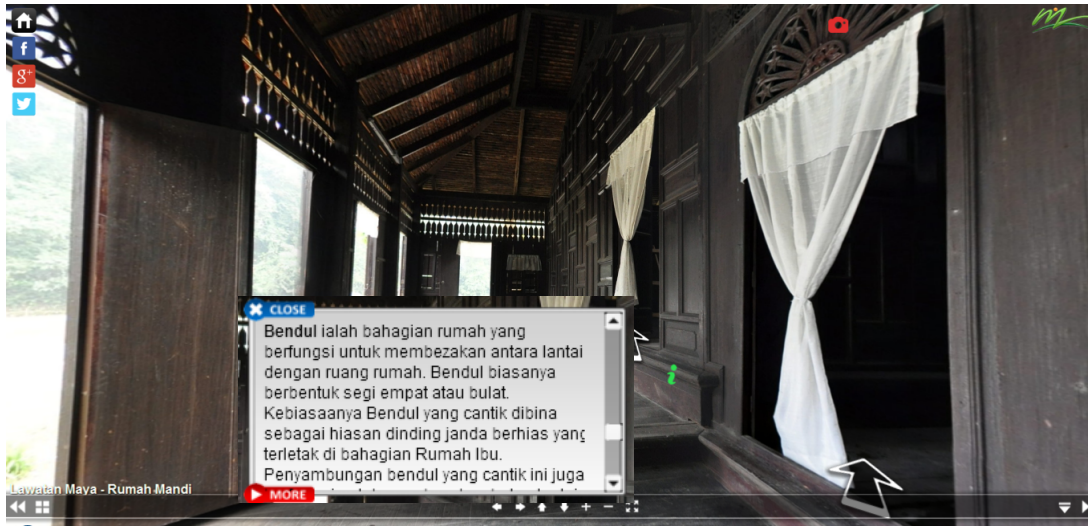 f
g+
CLOSE
Bendul ialah bahagian rumah yang
berfungsi untuk membezakan antara lantai
dengan ruang rumah. Bendul biasanya
berbentuk segi empat atau bulat.
Kebiasaanya Bendul yang cantik dibina
sebagai hiasan dinding janda berhias yang
terletak di bahagian Rumah Ibu.
Penyambungan bendul yang cantik ini juga
MORE
i
Lawatan Maya - Rumah Mandi